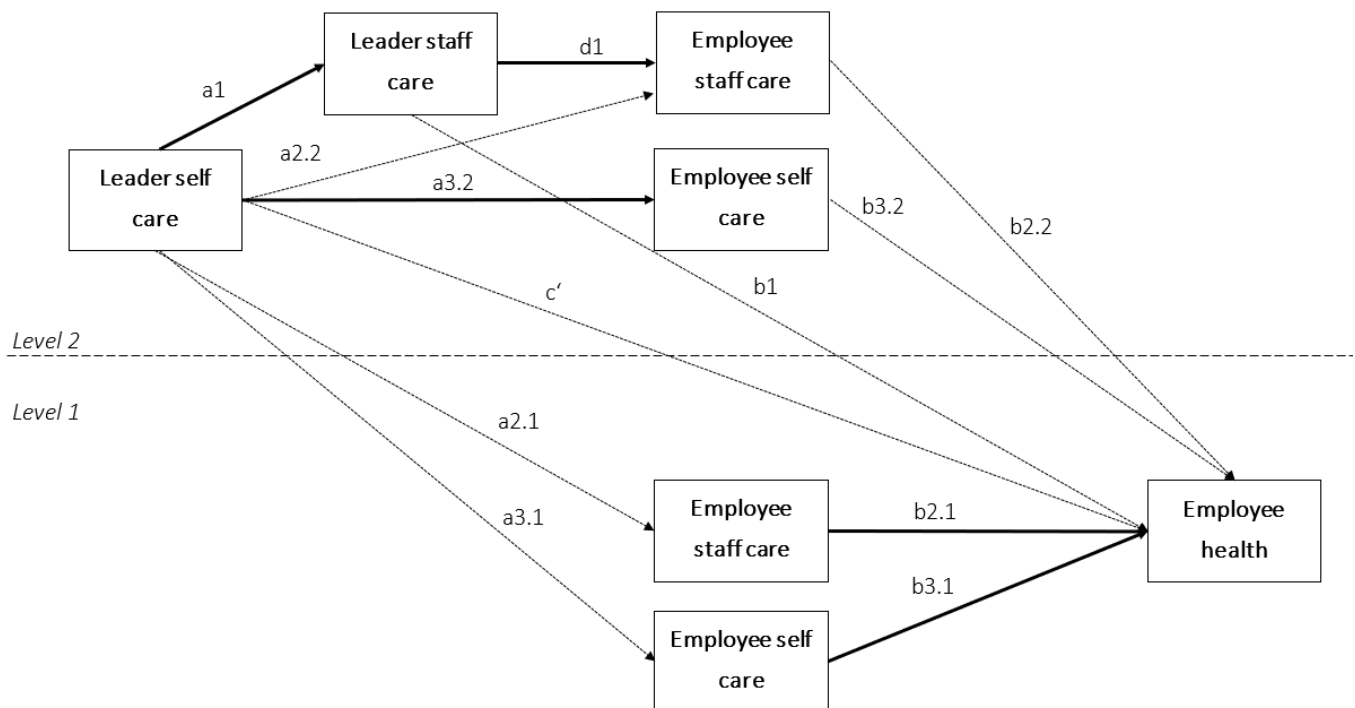 Leader staff
care
d1
Employee
staff care
a1
a2.2
Leader self
care
a3.2
Employee self
care
b3.2
b2.2
c‘
b1
Level 2
Level 1
a2.1
a3.1
Employee
staff care
b2.1
Employee
health
b3.1
Employee self
care